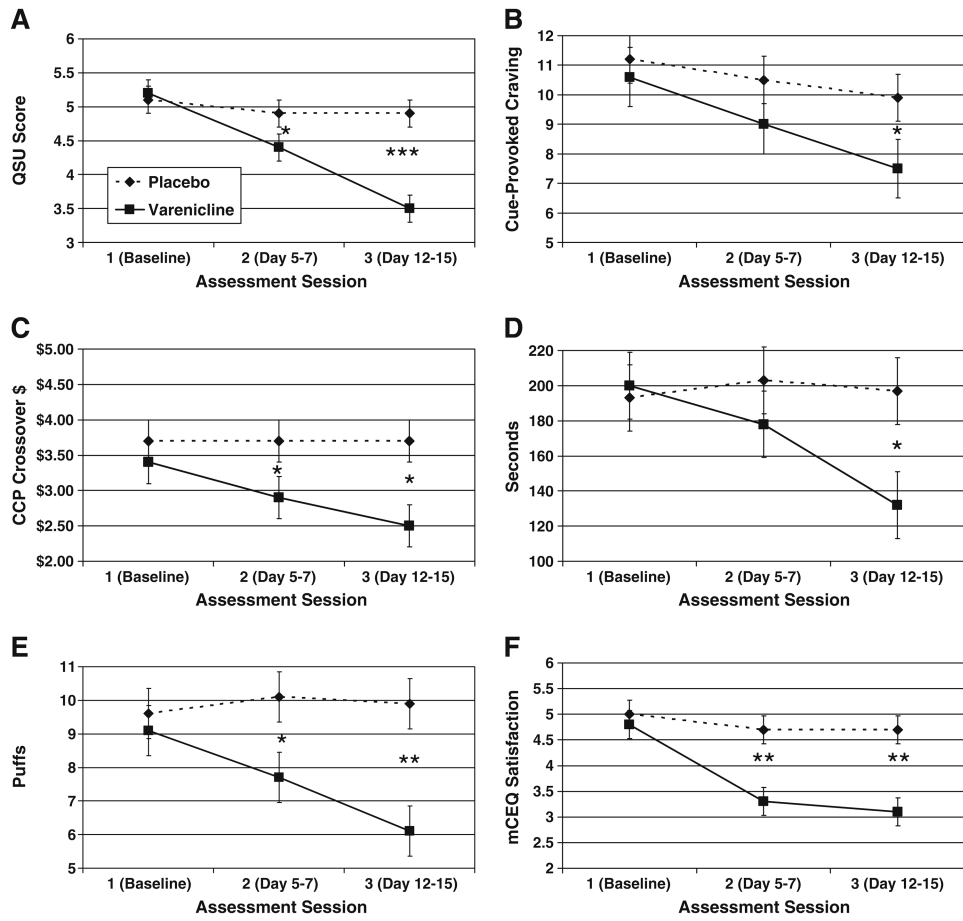 A
QSU Score
6
5.5
5
4.5
4
3.5
3
*
***
Placebo
Varenicline
1 (Baseline) 2 (Day 5-7) 3 (Day 12-15)
Assessment Session
B
Cue-Provoked Craving
12
11
10
9
8
7
6
5
*
1 (Baseline) 2 (Day 5-7) 3 (Day 12-15)
Assessment Session
C
CCP Crossover $
$5.00
$4.50
$4.00
$3.50
$3.00
$2.50
$2.00
*
*
1 (Baseline) 2 (Day 5-7) 3 (Day 12-15)
Assessment Session
D
Seconds
220
200
180
160
140
120
100
*
1 (Baseline) 2 (Day 5-7) 3 (Day 12-15)
Assessment Session
E
Puffs
11
10
9
8
7
6
5
*
**
1 (Baseline) 2 (Day 5-7) 3 (Day 12-15)
Assessment Session
F
mCEQ Satisfaction
6
5.5
5
4.5
4
3.5
3
2.5
2
**
**
1 (Baseline) 2 (Day 5-7) 3 (Day 12-15)
Assessment Session